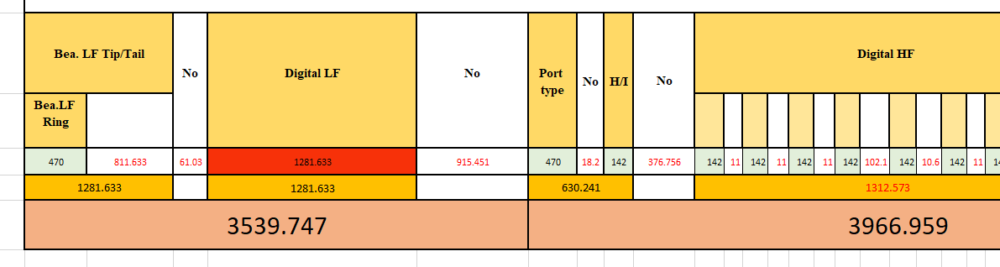 Bea. LF Tip/Tail
No
Digital LF
No
Port
type
No
H/I
No
Digital HF
Bea.LF
Ring
470 811.633 61.03 1281.633 915.451 470 18.2 142 376.756 142 11 142 11 142 11 142 102.1 142 10.6 142 11
1281.633 1281.633 630.241 1312.573
3539.747 3966.959